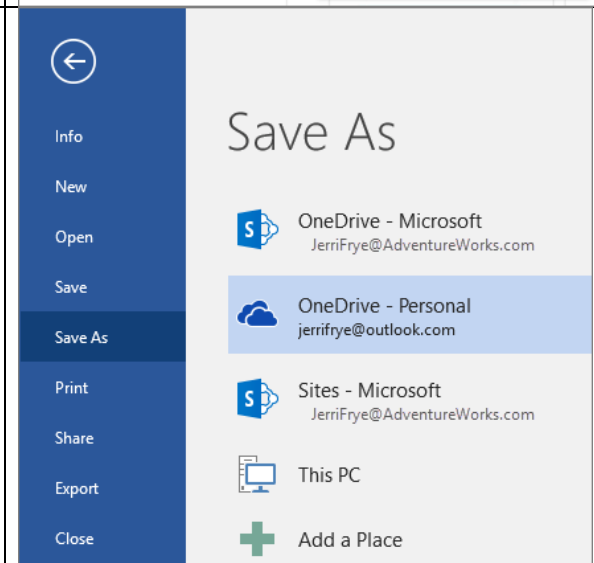 Save As
Info
New
Open
Save
Save As
Print
Share
Export
Close
S
OneDrive - Microsoft
JerriFrye@AdventureWorks.com
OneDrive - Personal
jerrifrye@outlook.com
S
Sites - Microsoft
JerriFrye@AdventureWorks.com
This PC
Add a Place